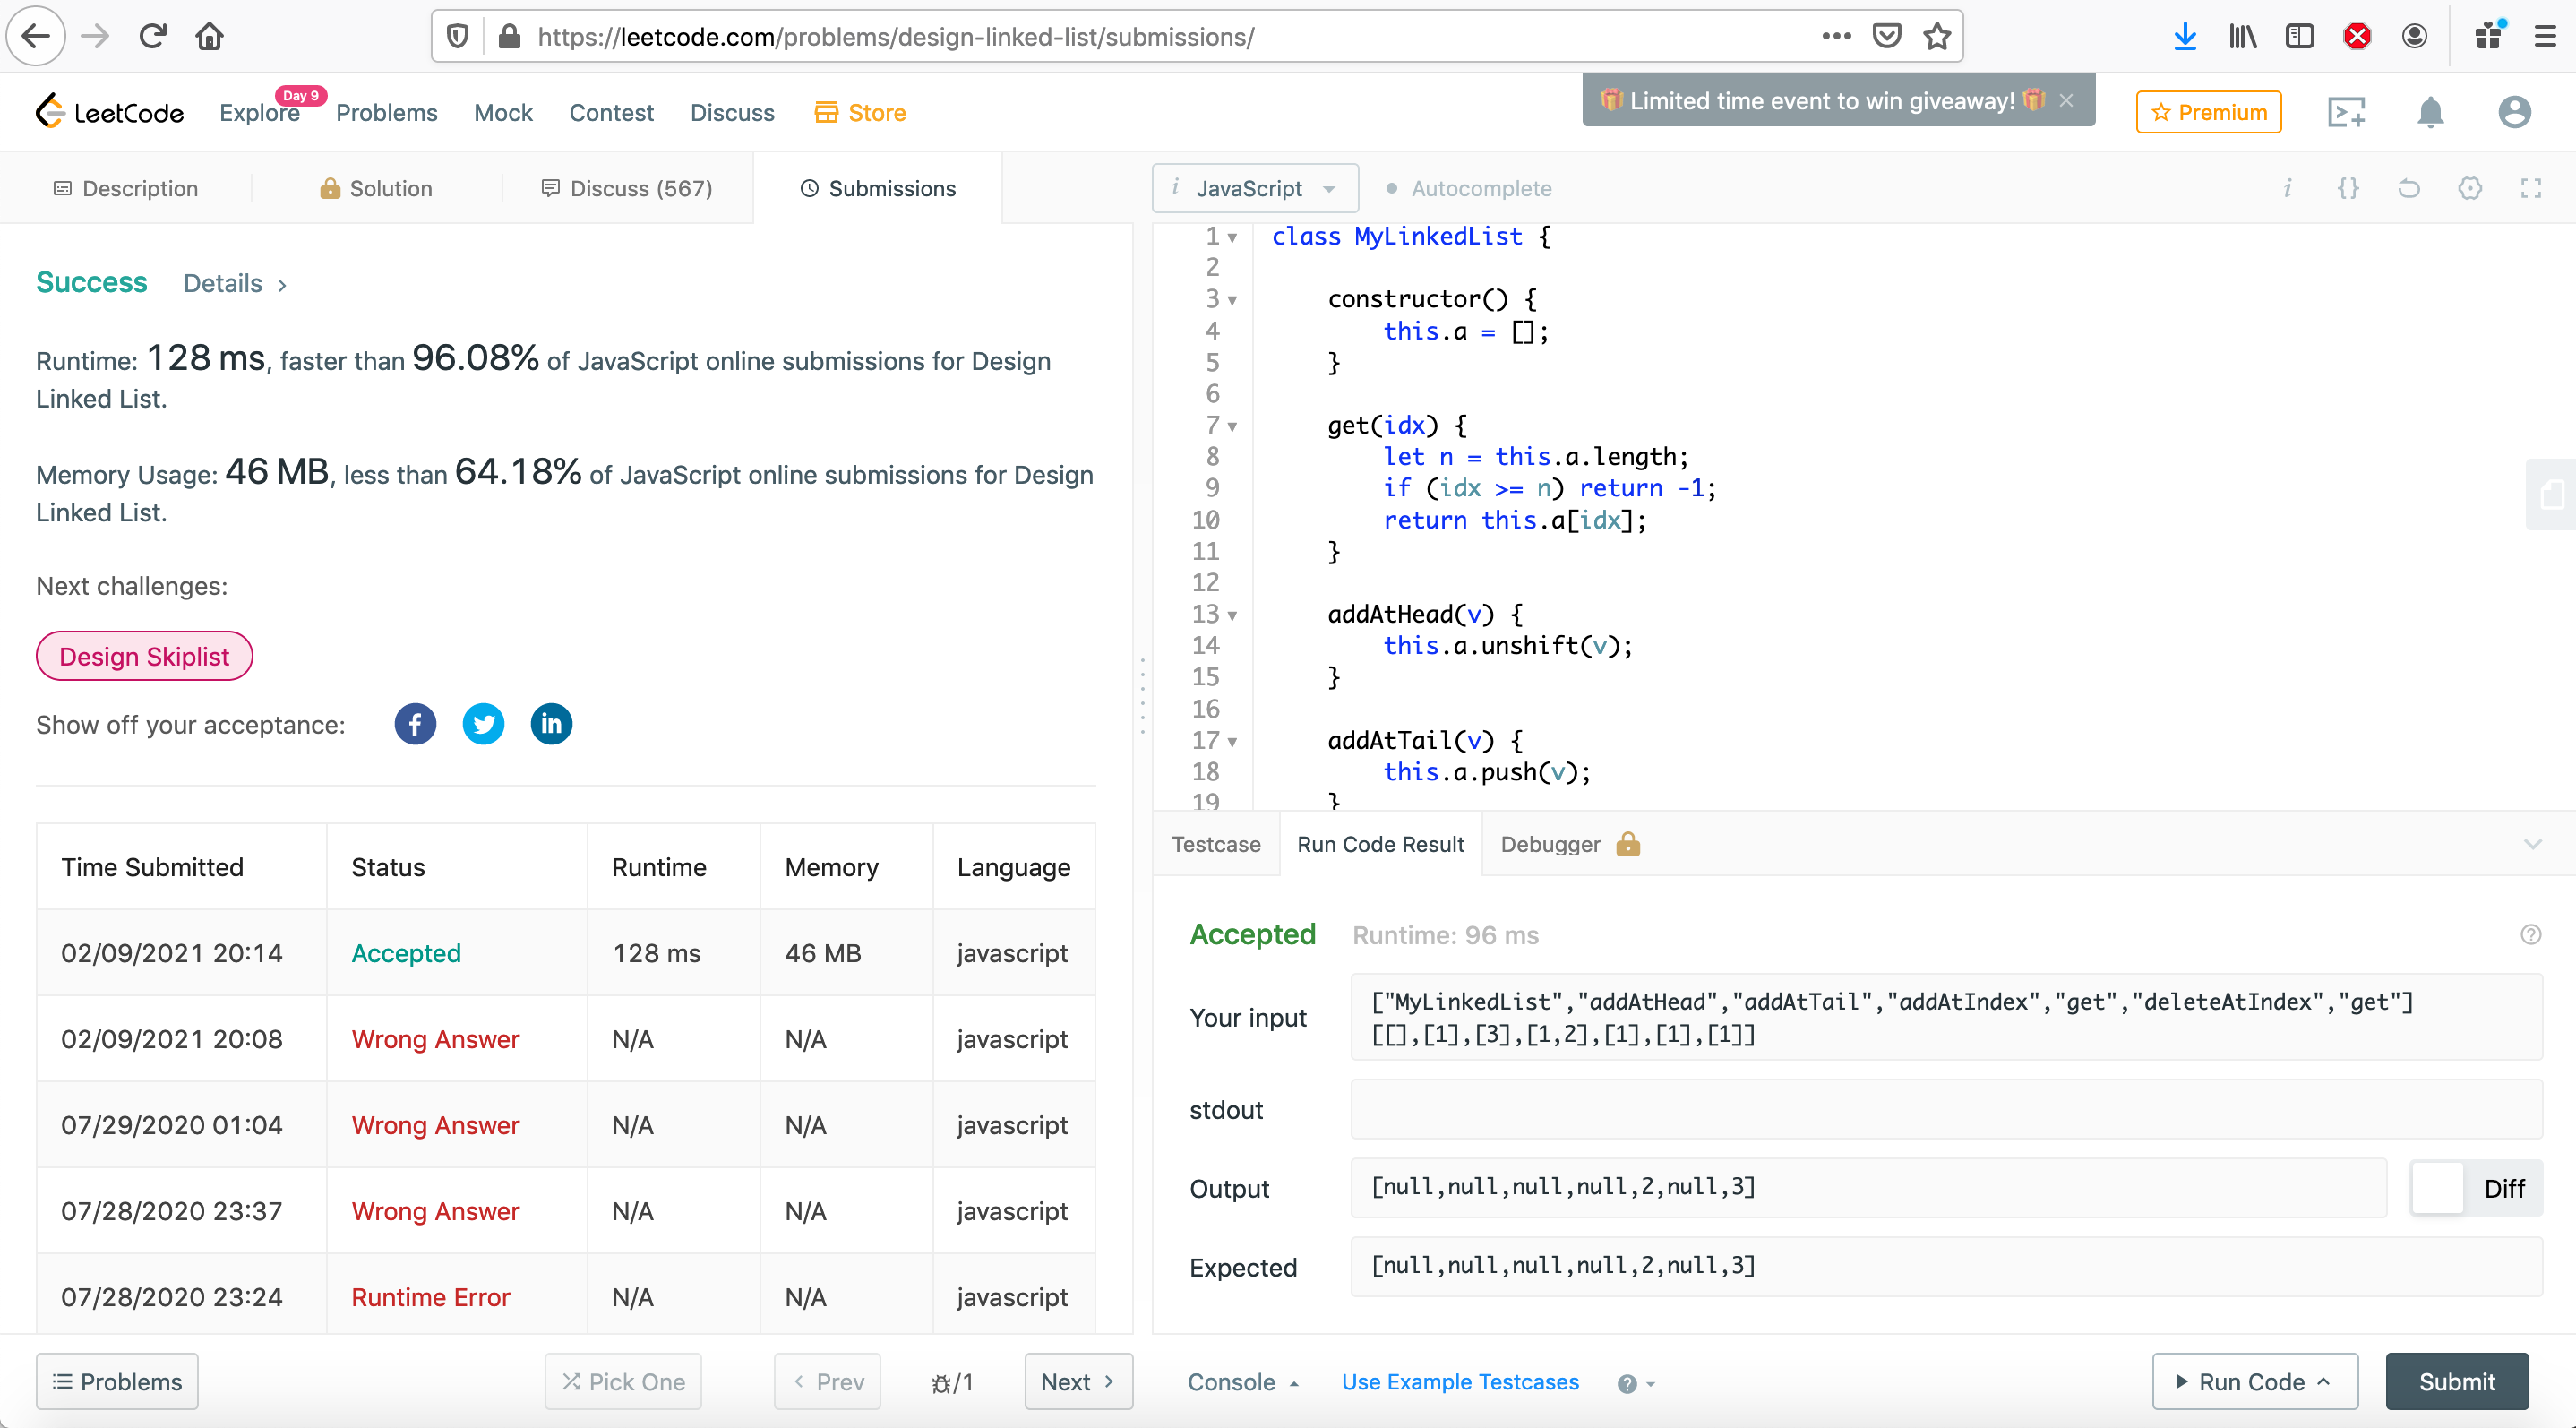 https://leetcode.com/problems/design-linked-list/submissions/
LeetCode
Explore
Day 9
Problems
Mock
Contest
Discuss
Store
Limited time event to win giveaway!
Premium
Description
Solution
Discuss (567)
Submissions
Success Details >
Runtime: 128 ms, faster than 96.08% of JavaScript online submissions for Design
Linked List.
Memory Usage: 46 MB, less than 64.18% of JavaScript online submissions for Design
Linked List.
Next challenges:
Design Skiplist
Show off your acceptance:
Time Submitted Status Runtime Memory Language
02/09/2021 20:14 Accepted 128 ms 46 MB javascript
02/09/2021 20:08 Wrong Answer N/A N/A javascript
07/29/2020 01:04 Wrong Answer N/A N/A javascript
07/28/2020 23:37 Wrong Answer N/A N/A javascript
07/28/2020 23:24 Runtime Error N/A N/A javascript
Problems
Pick One
< Prev
/1
Next >
i JavaScript
Autocomplete
i {}
1 class MyLinkedList {
2
3 constructor() {
4 this.a = [];
5 }
6
7 get(idx) {
8 let n = this.a.length;
9 if (idx >= n) return -1;
10 return this.a[idx];
11 }
12
13 addAtHead(v) {
14 this.a.unshift(v);
15 }
16
17 addAtTail(v) {
18 this.a.push(v);
19 }
Testcase
Run Code Result
Debugger
Accepted Runtime: 96 ms
?
Your input
["MyLinkedList","addAtHead","addAtTail","addAtIndex","get","deleteAtIndex","get"]
[[],[1],[3],[1,2],[1],[1],[1]]
stdout
Output [null,null,null,null,2,null,3]
Diff
Expected [null,null,null,null,2,null,3]
Console
Use Example Testcases
?
Run Code
Submit